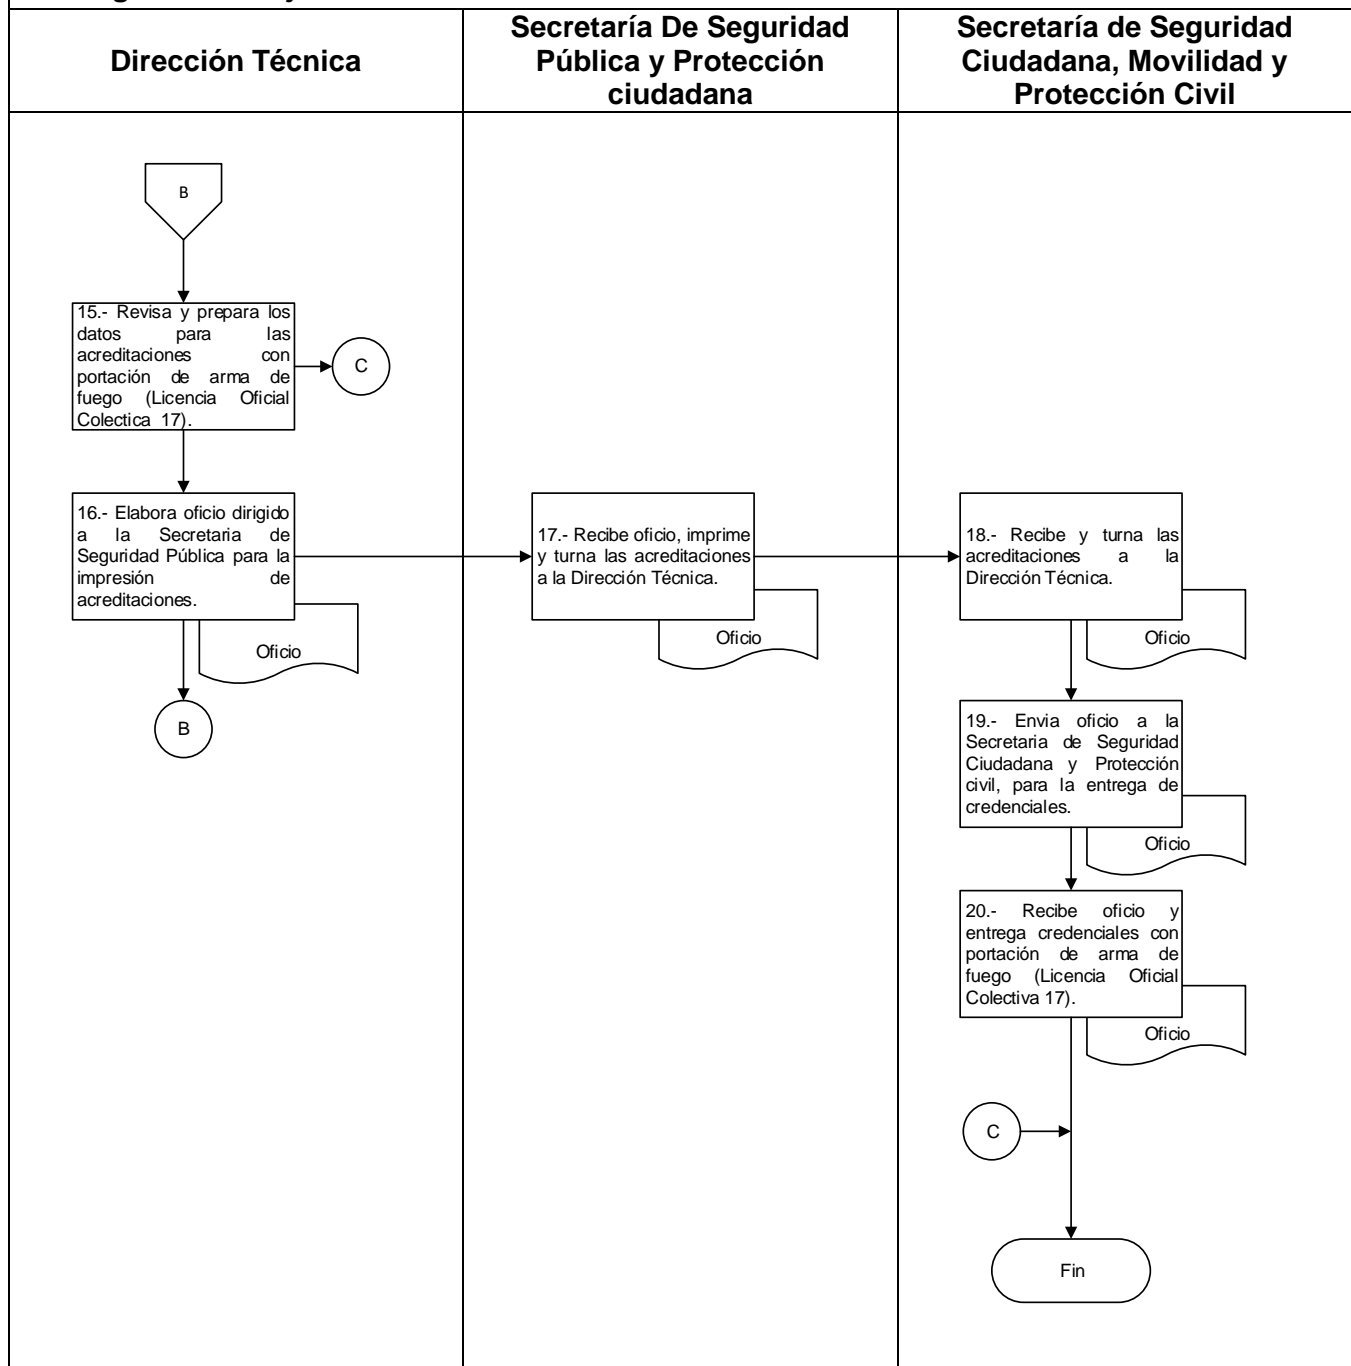 Dirección Técnica
Secretaría De Seguridad
Pública y Protección
ciudadana
Secretaría de Seguridad
Ciudadana, Movilidad y
Protección Civil
B
15.- Revisa y prepara los
datos para las
acreditaciones con
portación de arma de
fuego (Licencia Oficial
Colectica 17).
C
16.- Elabora oficio dirigido
a la Secretaria de
Seguridad Pública para la
impresión de
acreditaciones.
Oficio
B
17.- Recibe oficio, imprime
y turna las acreditaciones
a la Dirección Técnica.
Oficio
18.- Recibe y turna las
acreditaciones a la
Dirección Técnica.
Oficio
19.- Envia oficio a la
Secretaria de Seguridad
Ciudadana y Protección
civil, para la entrega de
credenciales.
Oficio
20.- Recibe oficio y
entrega credenciales con
portación de arma de
fuego (Licencia Oficial
Colectiva 17).
Oficio
C
Fin